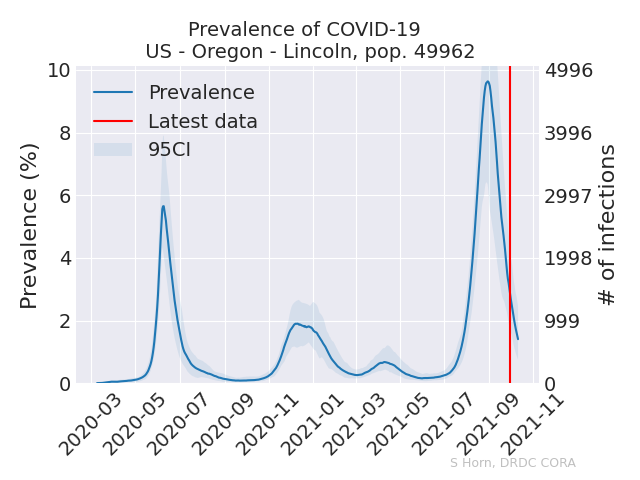 Prevalence of COVID-19
US - Oregon - Lincoln, pop. 49962
Prevalence (%)
10
8
6
4
2
0
Prevalence
Latest data
95CI
4996
3996
2997
1998
999
0
# of infections
2020-03
2020-05
2020-07
2020-09
2020-11
2021-01
2021-03
2021-05
2021-07
2021-09
2021-11
S Horn, DRDC CORA